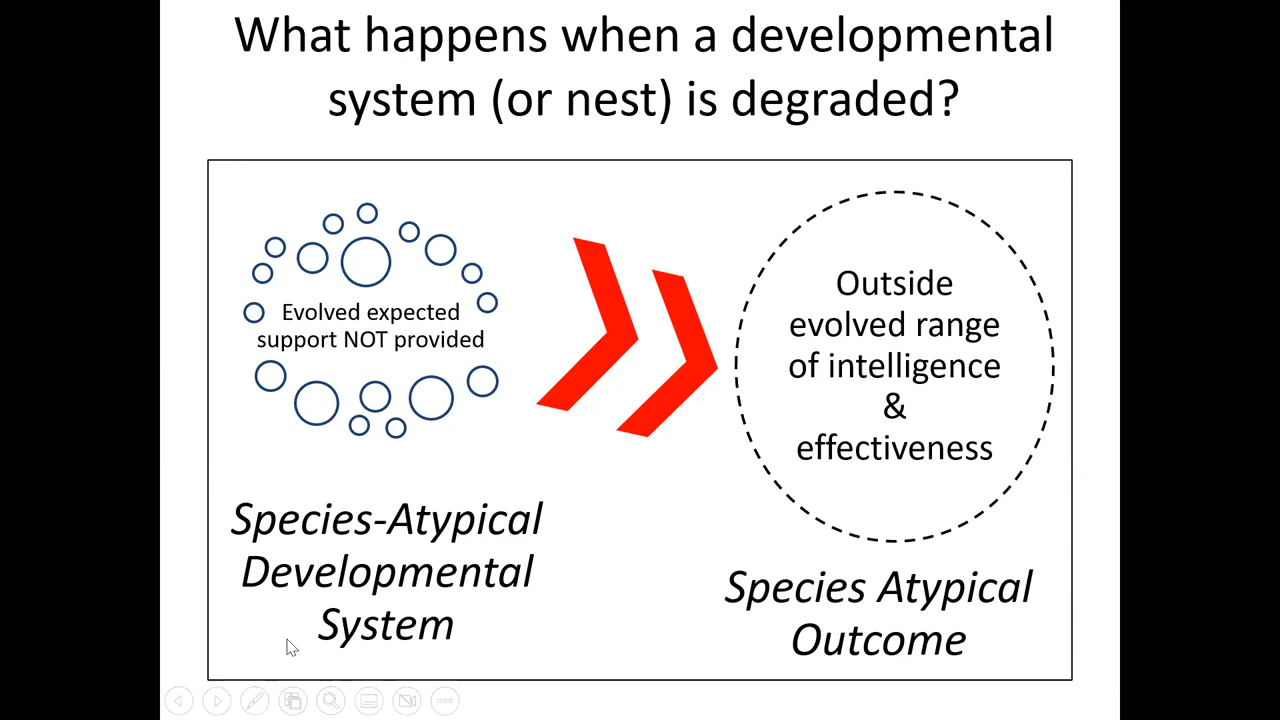 What happens when a developmental
system (or nest) is degraded?
Evolved expected
support NOT provided
Outside
evolved range
of intelligence
&
effectiveness
Species-Atypical
Developmental
System
Species Atypical
Outcome